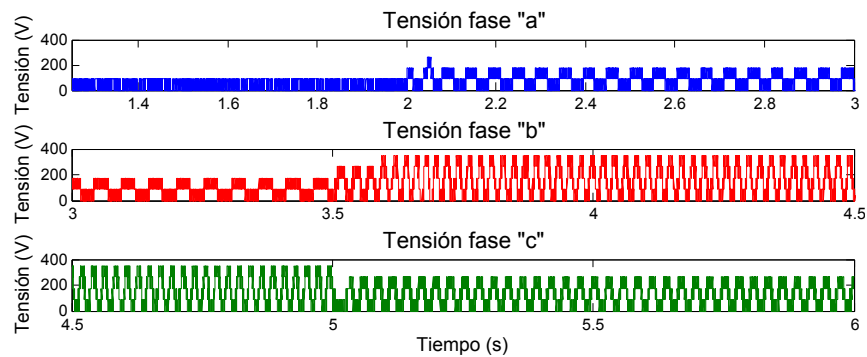 Tensión fase "a"
Tensión (V)
400
200
0
1.4 1.6 1.8 2 2.2 2.4 2.6 2.8 3
Tensión fase "b"
Tensión (V)
400
200
0
3 3.5 4 4.5
Tensión fase "c"
Tensión (V)
400
200
0
4.5 5 5.5 6
Tiempo (s)